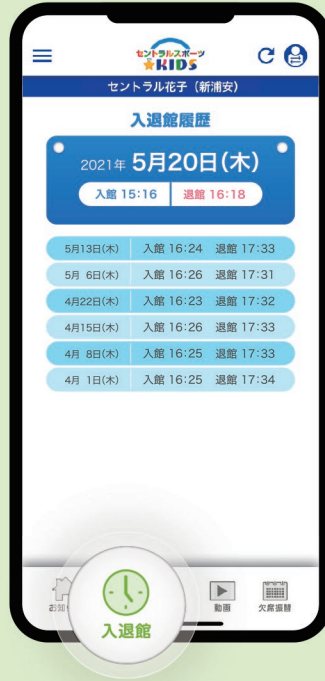 セントラルスポーツ
KIDS
セントラル花子（新浦安）
入退館履歴
2021年 5月20日(木)
入館 15:16 退館 16:18
5月13日(木) 入館 16:24 退館 17:33
5月 6日(木) 入館 16:26 退館 17:31
4月22日(木) 入館 16:23 退館 17:32
4月15日(木) 入館 16:26 退館 17:33
4月 8日(木) 入館 16:25 退館 17:33
4月 1日(木) 入館 16:25 退館 17:34
お知
入退館
動画
欠席振替